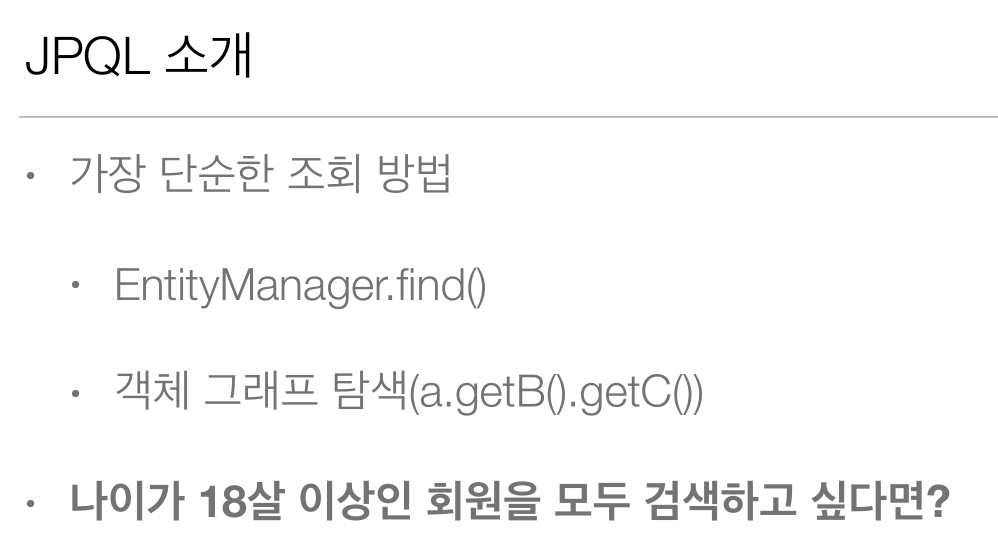 JPQL 소개
• 가장 단순한 조회 방법
• EntityManager.find()
• 객체 그래프 탐색(a.getB().getC())
• 나이가 18살 이상인 회원을 모두 검색하고 싶다면?